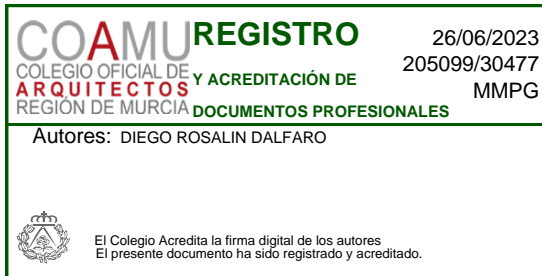 COAMU
COLEGIO OFICIAL DE
ARQUITECTOS
REGIÓN DE MURCIA
REGISTRO
Y ACREDITACIÓN DE
DOCUMENTOS PROFESIONALES
26/06/2023
205099/30477
MMPG
Autores: DIEGO ROSALIN DALFARO
El Colegio Acredita la firma digital de los autores
El presente documento ha sido registrado y acreditado.